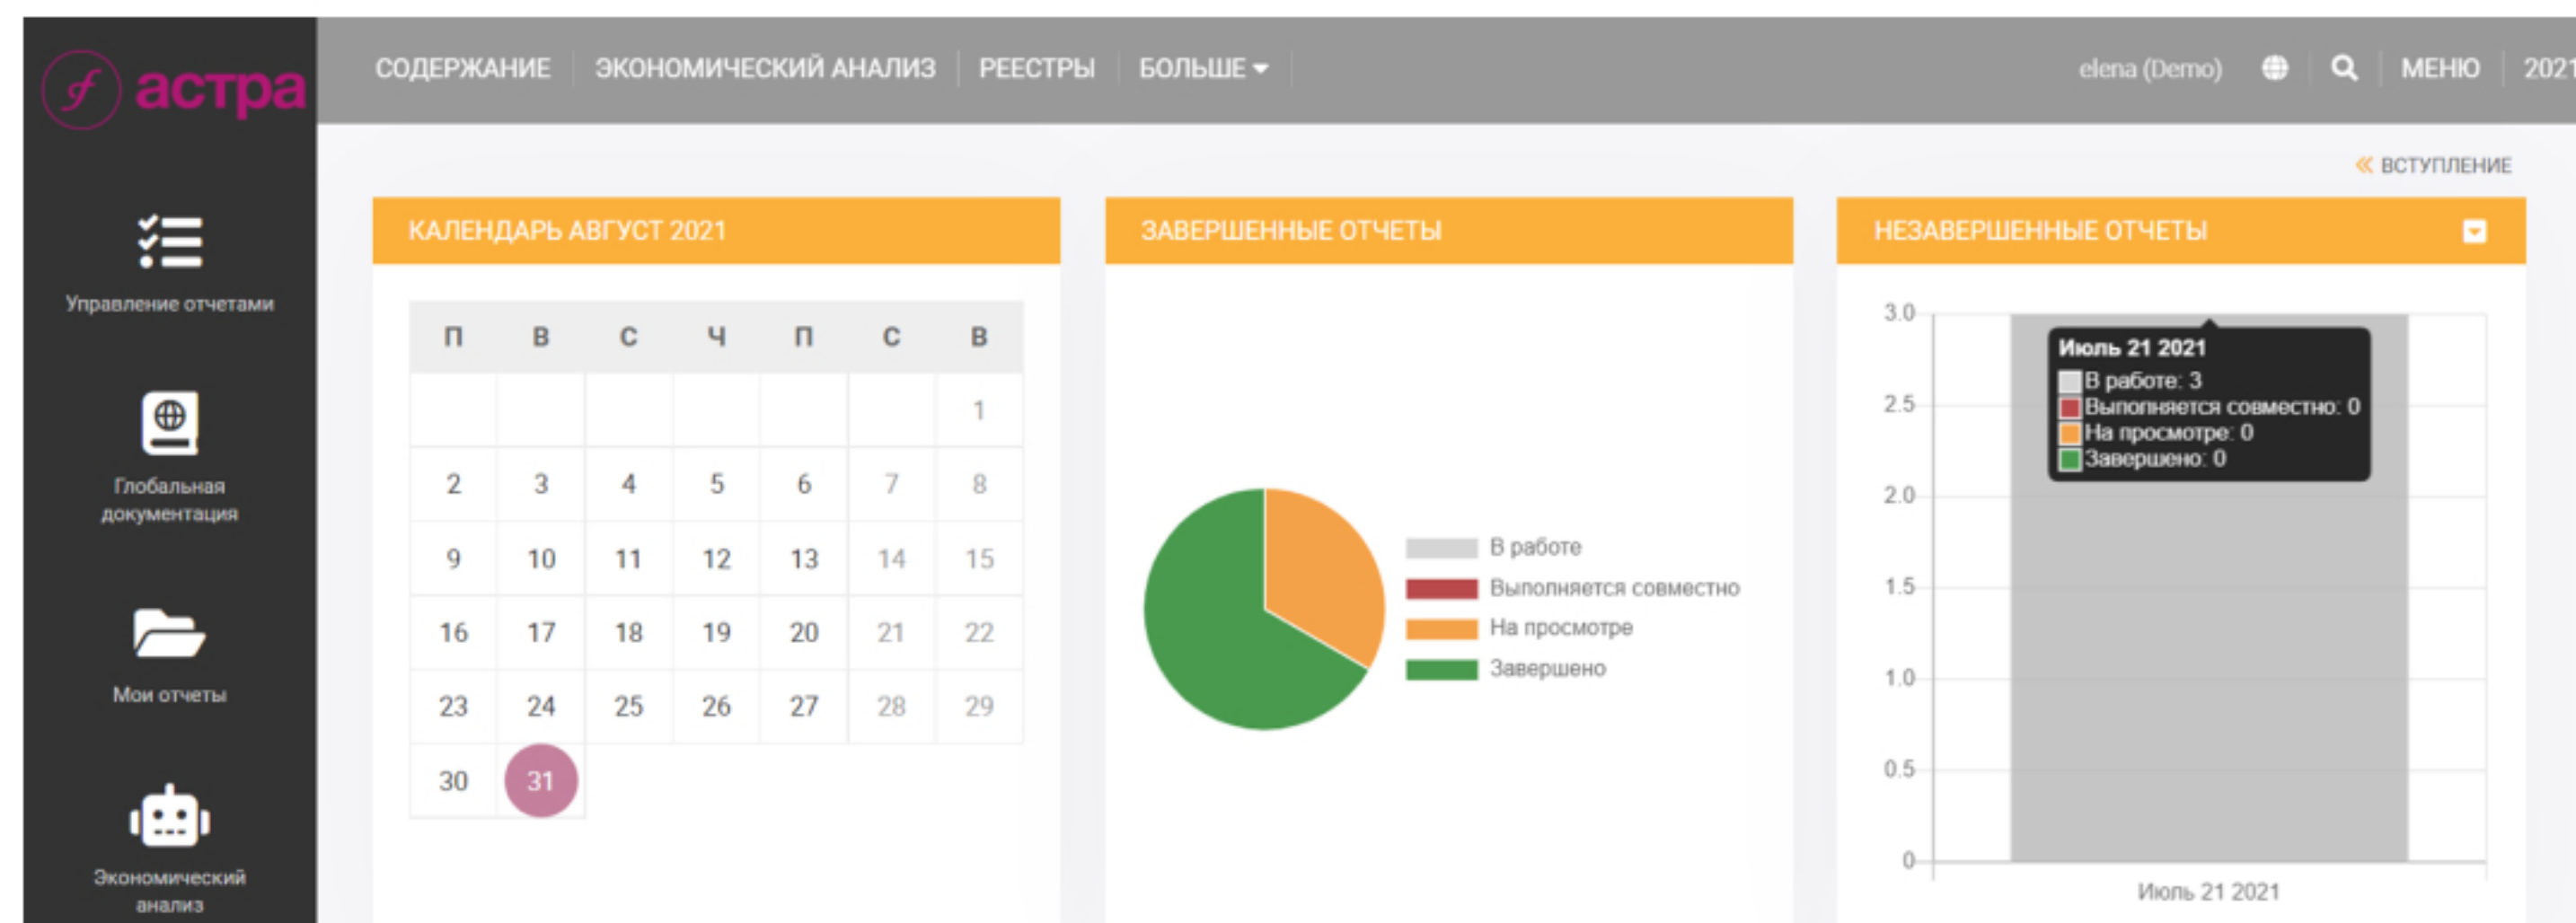 астра
СОДЕРЖАНИЕ ЭКОНОМИЧЕСКИЙ АНАЛИЗ РЕЕСТРЫ БОЛЬШЕ
elena (Demo) МЕНЮ 2021
« ВСТУПЛЕНИЕ
Управление отчетами
Глобальная
документация
Мои отчеты
Экономический
анализ
КАЛЕНДАРЬ АВГУСТ 2021
П В С Ч П С В
1
2 3 4 5 6 7 8
9 10 11 12 13 14 15
16 17 18 19 20 21 22
23 24 25 26 27 28 29
30 31
ЗАВЕРШЕННЫЕ ОТЧЕТЫ
В работе
Выполняется совместно
На просмотре
Завершено
НЕЗАВЕРШЕННЫЕ ОТЧЕТЫ
3.0
2.5
2.0
1.5
1.0
0.5
0
Июль 21 2021
В работе: 3
Выполняется совместно: 0
На просмотре: 0
Завершено: 0
Июль 21 2021